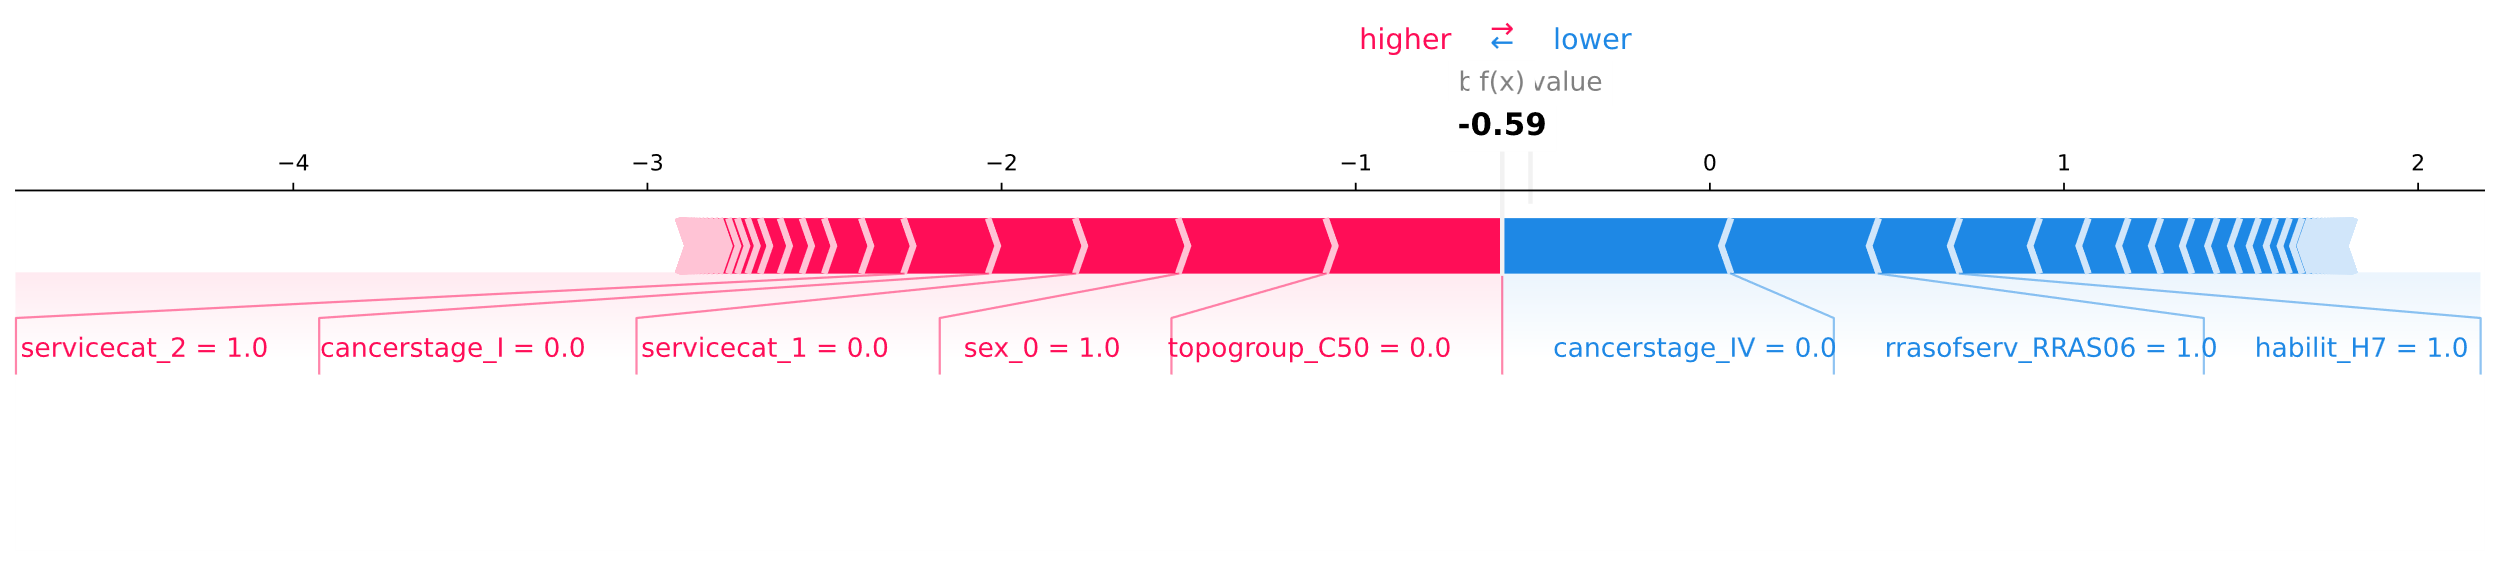 higher ⇄ lower
f(x) value
-0.59
−4 −3 −2 −1 0 1 2
servicecat_2 = 1.0 cancerstage_I = 0.0 servicecat_1 = 0.0 sex_0 = 1.0 topogroup_C50 = 0.0 cancerstage_IV = 0.0 rrasofserv_RRAS06 = 1.0 habilit_H7 = 1.0